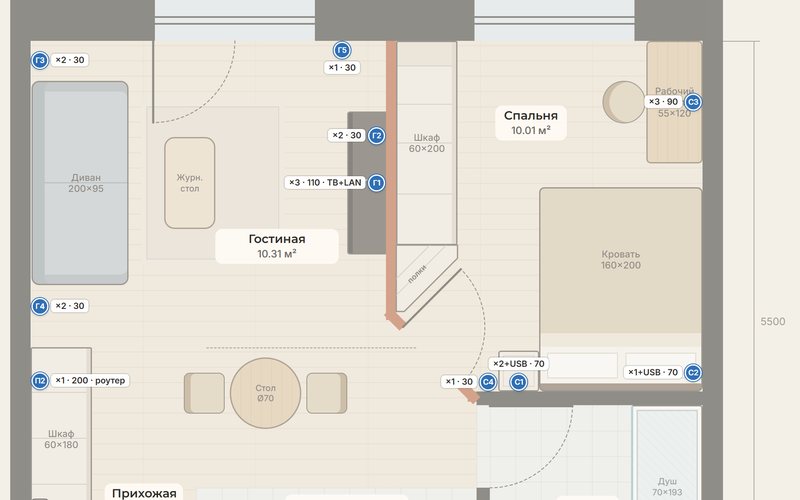 Г3 ×2 · 30
Г5
×1 · 30
Рабочий
×3 · 90 С3
55×120
Спальня
10.01 м²
×2 · 30 Г2
Шкаф
60×200
Диван
200×95
Журн.
стол
×3 · 110 · ТВ+LAN Г1
Гостиная
10.31 м²
Кровать
160×200
полки
Г4 ×2 · 30
5500
×2+USB · 70
×1 · 30 С4 С1
×1+USB · 70 С2
П2 ×1 · 200 · роутер
Стол
Ø70
Шкаф
60×180
Душ
70×193
Прихожая